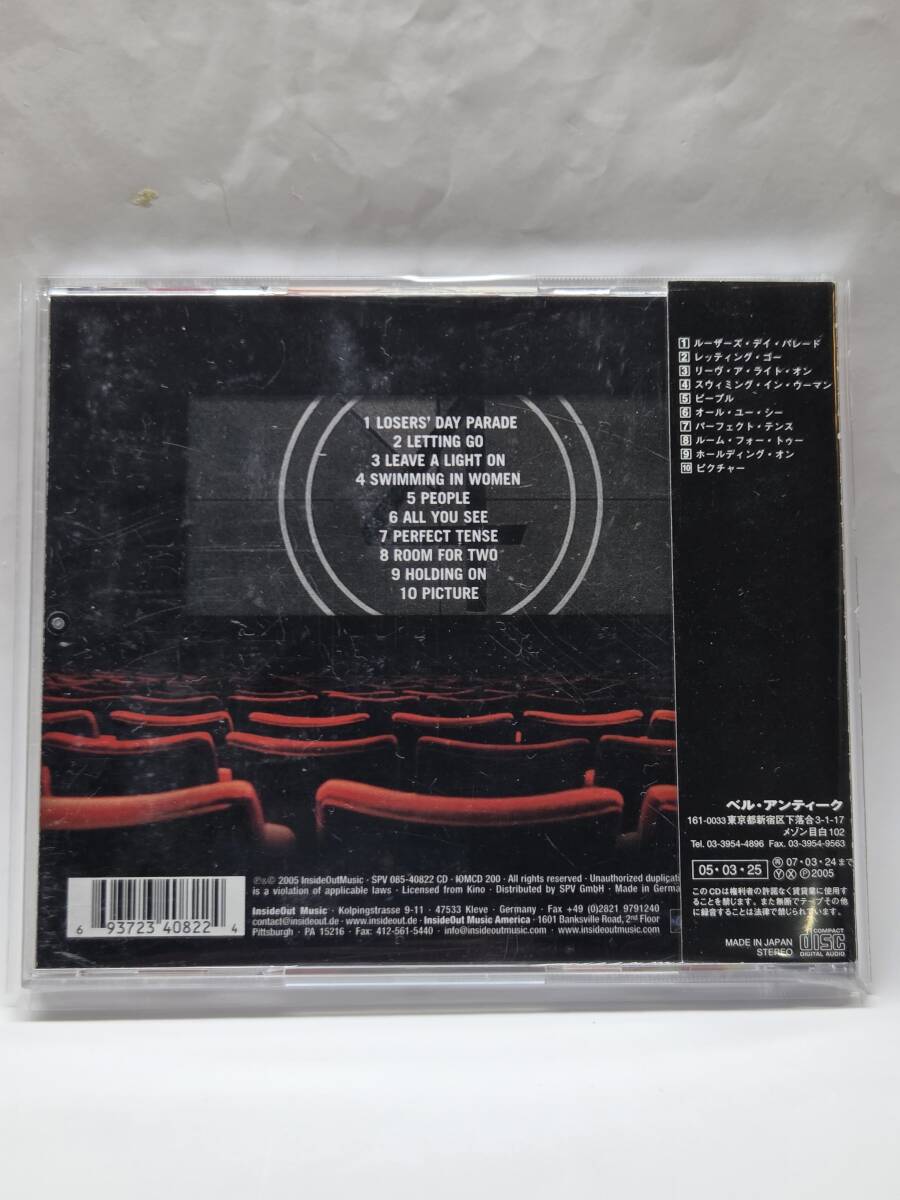 1 LOSERS' DAY PARADE
2 LETTING GO
3 LEAVE A LIGHT ON
4 SWIMMING IN WOMEN
5 PEOPLE
6 ALL YOU SEE
7 PERFECT TENSE
8 ROOM FOR TWO
9 HOLDING ON
10 PICTURE
℗&© 2005 InsideOutMusic · SPV 085-40822 CD · IOMCD 200 · All rights reserved · Unauthorized duplicat
is a violation of applicable laws · Licensed from Kino · Distributed by SPV GmbH · Made in Germa
InsideOut Music · Kolpingstrasse 9-11 · 47533 Kleve · Germany · Fax +49 (0)2821 9791240
contact@insideout.de · www.insideout.de · InsideOut Music America · 1601 Banksville Road, 2nd Floor
Pittsburgh · PA 15216 · Fax: 412-561-5440 · info@insideoutmusic.com · www.insideoutmusic.com
6 93723 40822 4
1 ルーザーズ・デイ・パレード
2 レッティング・ゴー
3 リーヴ・ア・ライト・オン
4 スウィミング・イン・ウーマン
5 ピープル
6 オール・ユー・シー
7 パーフェクト・テンス
8 ルーム・フォー・トゥー
9 ホールディング・オン
10 ピクチャー
ベル・アンティーク
161-0033 東京都新宿区下落合3-1-17
メゾン目白102
Tel. 03-3954-4896 Fax. 03-3954-9563
05・03・25 再 07・03・24まで
Y X P 2005
このCDは権利者の許諾なく賃貸業に使用す
ることを禁じます。また無断でテープその他
に録音することは法律で禁じられています。
MADE IN JAPAN
STEREO
COMPACT
disc
DIGITAL AUDIO